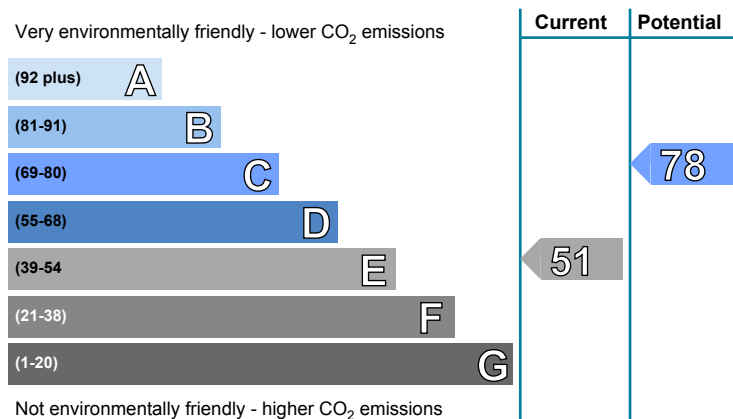 Very environmentally friendly - lower CO₂ emissions
Current
Potential
(92 plus) A
(81-91) B
(69-80) C
78
(55-68) D
(39-54 E
51
(21-38) F
(1-20) G
Not environmentally friendly - higher CO₂ emissions